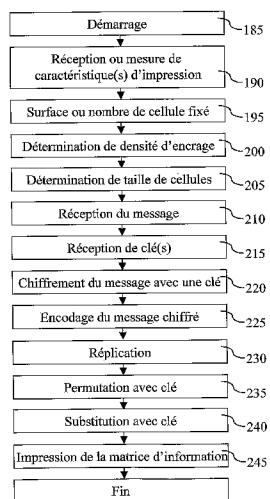 Démarrage
185
Réception ou mesure de
caractéristique(s) d'impression
190
Surface ou nombre de cellule fixé
195
Détermination de densité d'encrage
200
Détermination de taille de cellules
205
Réception du message
210
Réception de clé(s)
215
Chiffrement du message avec une clé
220
Encodage du message chiffré
225
Réplication
230
Permutation avec clé
235
Substitution avec clé
240
Impression de la matrice d'information
245
Fin